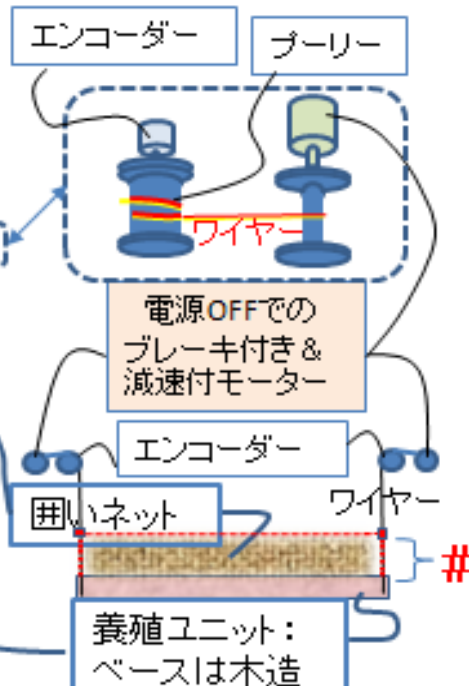 エンコーダー
プーリー
ワイヤー
電源OFFでの
ブレーキ付き＆
減速付モーター
エンコーダー
ワイヤー
囲いネット
#
養殖ユニット：
ベースは木造